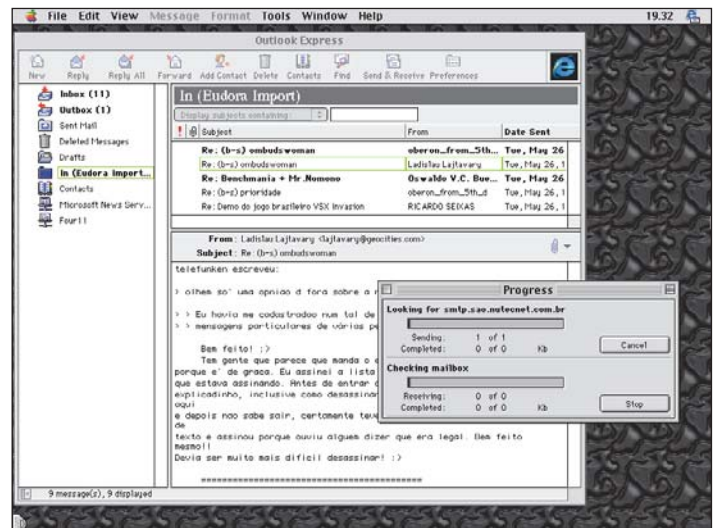 File Edit View Message Format Tools Window Help 19.32
Outlook Express
New Reply Reply All Forward Add Contact Delete Contacts Find Send & Receive Preferences
Inbox (11)
Outbox (1)
Sent Mail
Deleted Messages
Drafts
In (Eudora Import...
Contacts
Microsoft News Serv...
Four11
In (Eudora Import)
Display subjects containing:
Subject From Date Sent
Re: (b-s) ombudswoman oberon_from_5th... Tue, May 26
Re: (b-s) ombudswoman Ladislau Lajtavary Tue, May 26, 1
Re: Benchmania + Mr.Nomono Oswaldo V.C. Bue... Tue, May 26
Re: (b-s) prioridade oberon_from_5th_d Tue, May 26, 1
Re: Demo do jogo brasileiro VSX invasion RICARDO SEIXAS Tue, May 26, 1
From: Ladislau Lajtavary <lajtavary@geocities.com>
Subject: Re: (b-s) ombudswoman
telefunken escreveu:
> olhem so' uma opniao d fora sobre a
> > Eu havia me cadastradoo num tal de
> > mensagens particulares de várias
Bem feito! :)
Tem gente que parece que manda o
porque e' de graca. Eu assinei a lista
que estava assinando. Antes de entrar
explicadinho, inclusive como desassinar
aqui
e depois nao sabe sair, certamente
de
texto e assinou porque ouviu alguem dizer que era legal. Bem feito
mesmo!!
Devia ser muito mais dificil desassinar! :)
=========================================
9 message(s), 9 displayed
Progress
Looking for smtp.sao.nutecnet.com.br
Sending: 1 of 1
Completed: 0 of 0 Kb
Cancel
Checking mailbox
Receiving: 0 of 0
Completed: 0 of 0 Kb
Stop